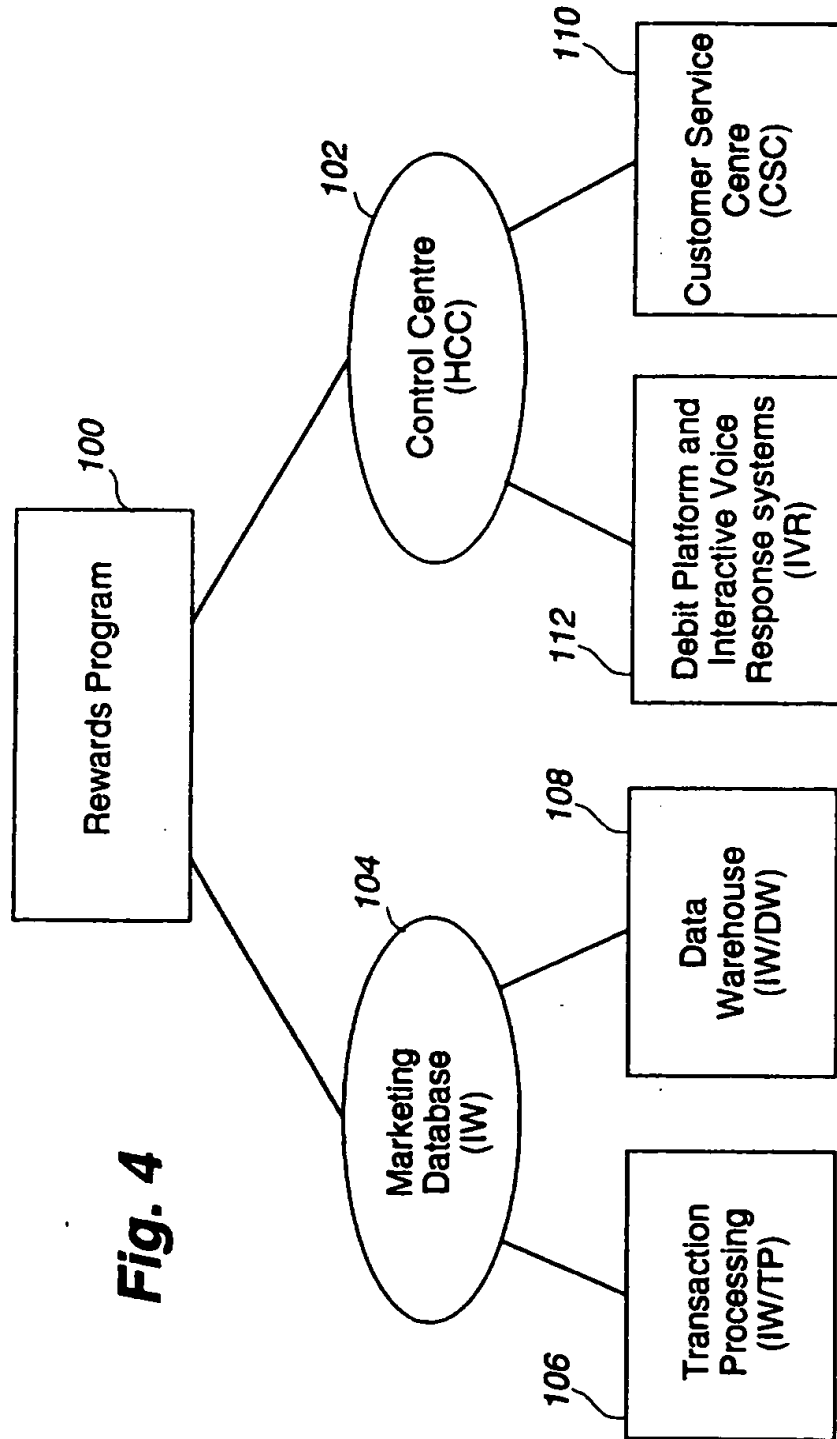 Fig. 4
Rewards Program
100
Marketing
Database
(IW)
104
Control Centre
(HCC)
102
Transaction
Processing
(IW/TP)
106
Data
Warehouse
(IW/DW)
108
Debit Platform and
Interactive Voice
Response systems
(IVR)
112
Customer Service
Cenre
(CSC)
110